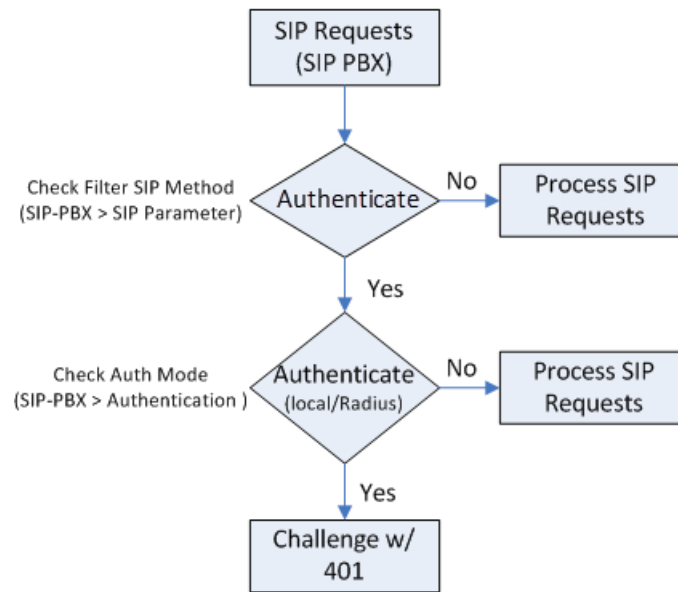 SIP Requests
(SIP PBX)
Check Filter SIP Method
(SIP-PBX > SIP Parameter)
Authenticate
No
Process SIP
Requests
Yes
Check Auth Mode
(SIP-PBX > Authentication )
Authenticate
(local/Radius)
No
Process SIP
Requests
Yes
Challenge w/
401